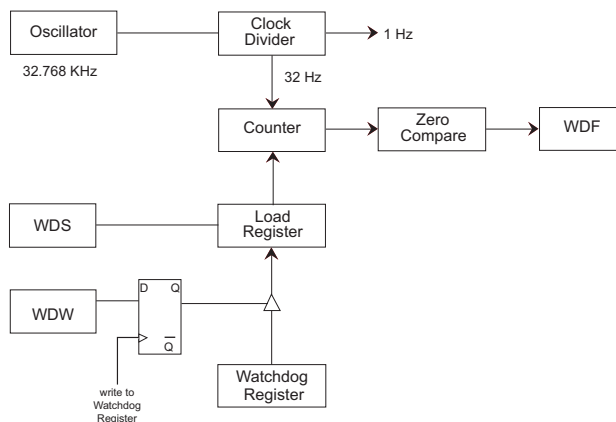 Oscillator
Clock
Divider
1 Hz
32.768 KHz
32 Hz
Counter
Zero
Compare
WDF
WDS
Load
Register
D
Q
WDW
Q
Watchdog
Register
write to
Watchdog
Register